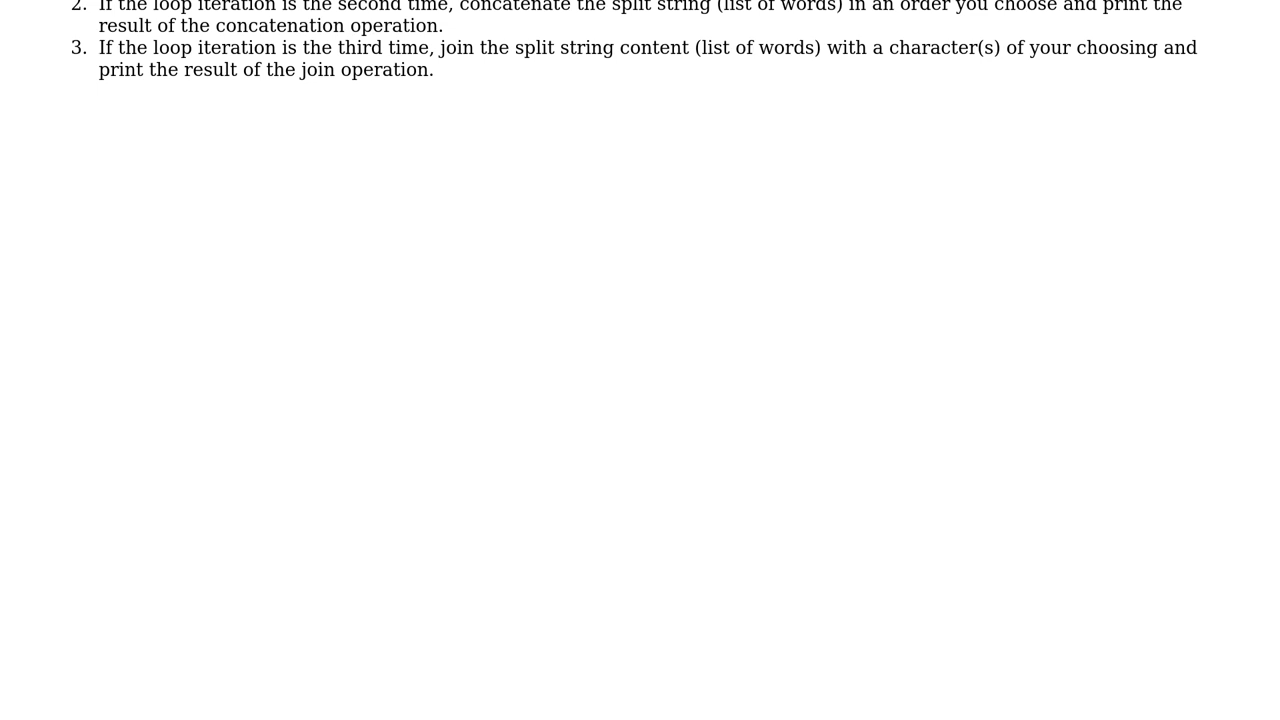 2. If the loop iteration is the second time, concatenate the split string (list of words) in an order you choose and print the
result of the concatenation operation.
3. If the loop iteration is the third time, join the split string content (list of words) with a character(s) of your choosing and
print the result of the join operation.